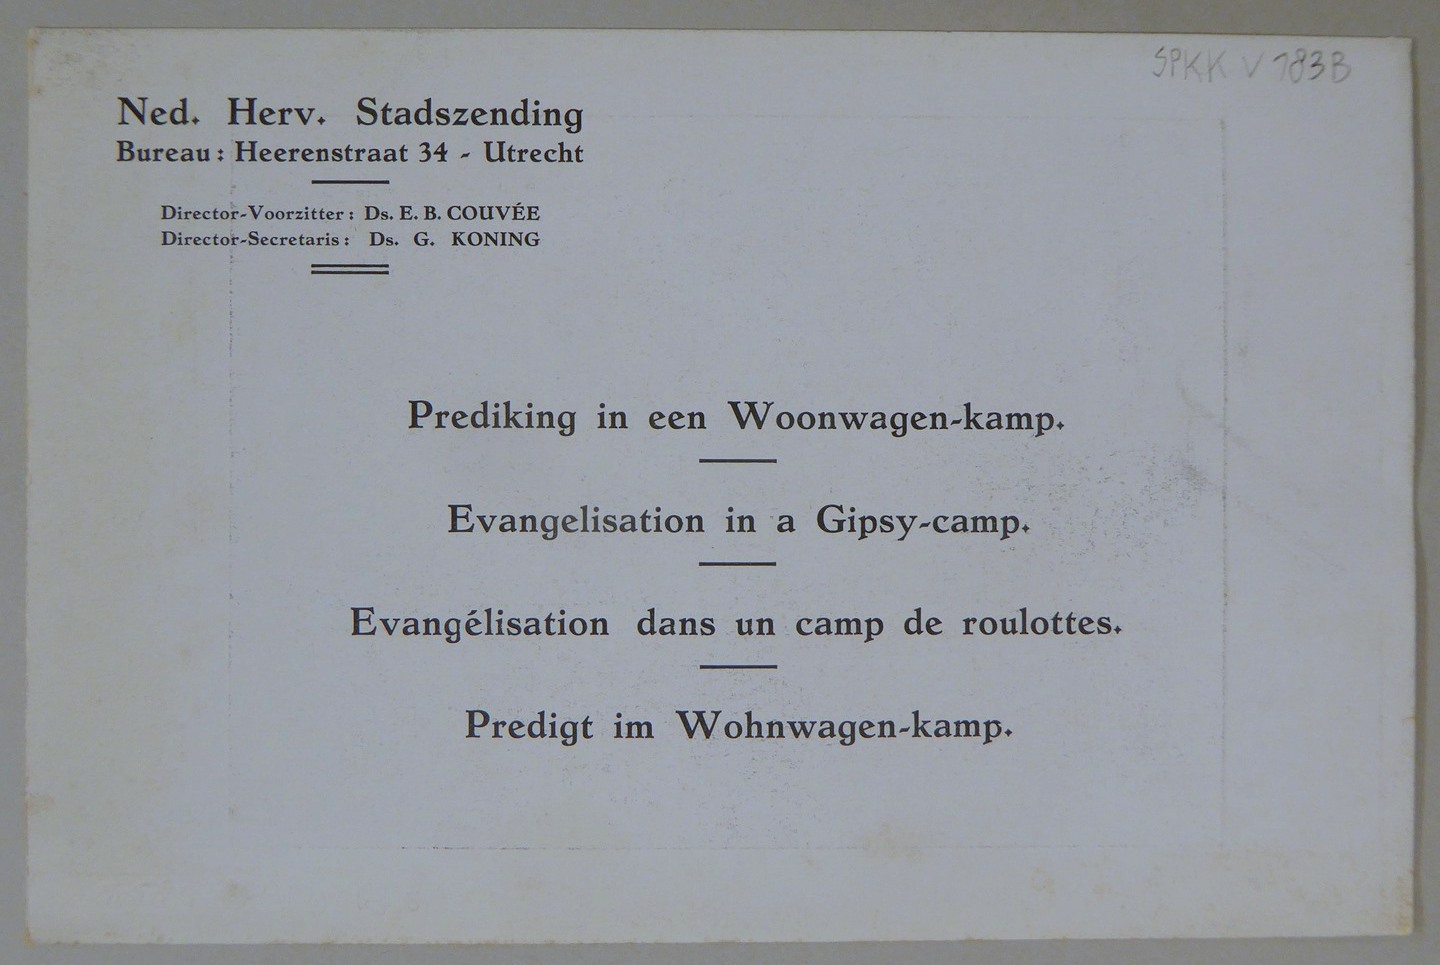 SPKK V 183B
Ned. Herv. Stadszending
Bureau: Heerenstraat 34 - Utrecht
Director-Voorzitter: Ds. E. B. COUVÉE
Director-Secretaris: Ds. G. KONING
Prediking in een Woonwagen-kamp.
Evangelisation in a Gipsy-camp.
Evangélisation dans un camp de roulottes.
Predigt im Wohnwagen-kamp.